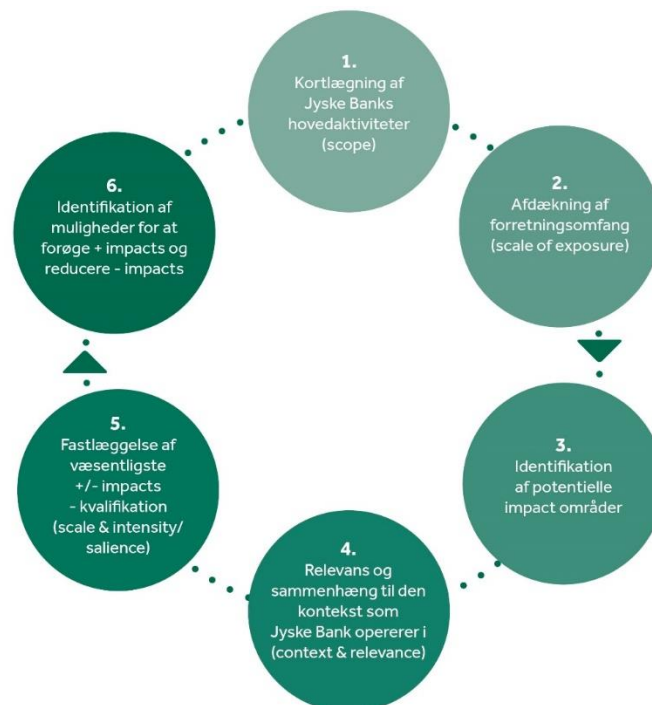 1.
Kortlægning af
Jyske Banks
hovedaktiviteter
(scope)
2.
Afdækning af
forretningsomfang
(scale of exposure)
3.
Identifikation
af potentielle
impact områder
4.
Relevans og
sammenhæng til den
kontekst som
Jyske Bank opererer i
(context & relevance)
5.
Fastlæggelse af
væsentligste
+/- impacts
- kvalifikation
(scale & intensity/
salience)
6.
Identifikation af
muligheder for at
forøge + impacts og
reducere - impacts